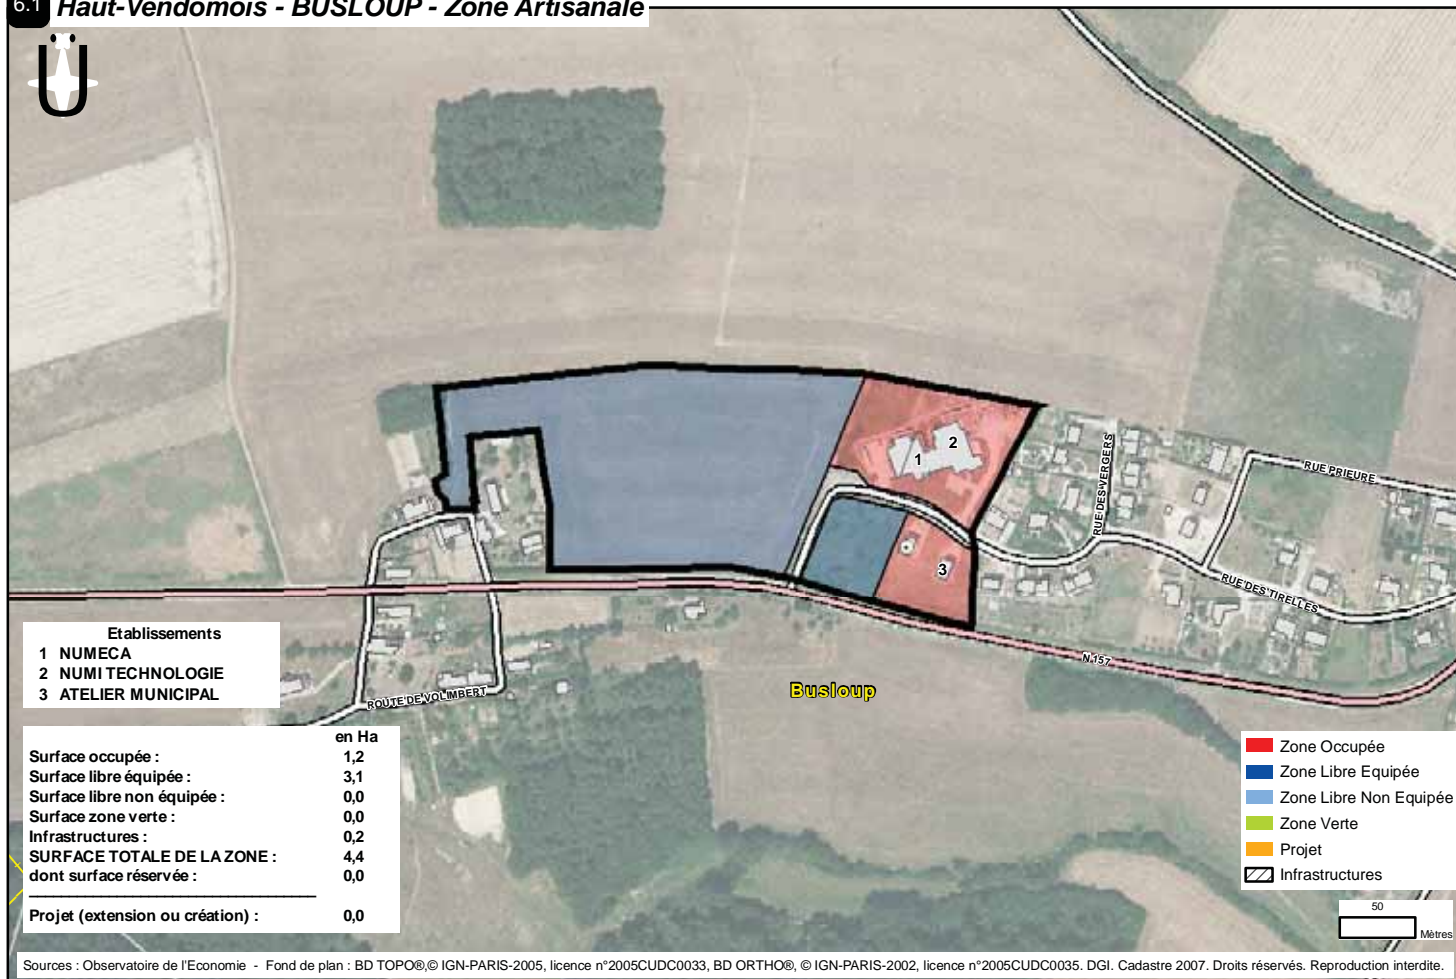 6.1 Haut-Vendômois - BUSLOUP - Zone Artisanale
Ü
RUE DES VERGERS
RUE PRIEURE
RUE DES TIRELLES
1
2
3
N 157
ROUTE DE VOLIMBERT
Busloup
Etablissements
1 NUMECA
2 NUMI TECHNOLOGIE
3 ATELIER MUNICIPAL
en Ha
Surface occupée : 1,2
Surface libre équipée : 3,1
Surface libre non équipée : 0,0
Surface zone verte : 0,0
Infrastructures : 0,2
SURFACE TOTALE DE LA ZONE : 4,4
dont surface réservée : 0,0
Projet (extension ou création) : 0,0
Zone Occupée
Zone Libre Equipée
Zone Libre Non Equipée
Zone Verte
Projet
Infrastructures
50
Mètres
Sources : Observatoire de l'Economie - Fond de plan : BD TOPO®,© IGN-PARIS-2005, licence n°2005CUDC0033, BD ORTHO®, © IGN-PARIS-2002, licence n°2005CUDC0035. DGI. Cadastre 2007. Droits réservés. Reproduction interdite.